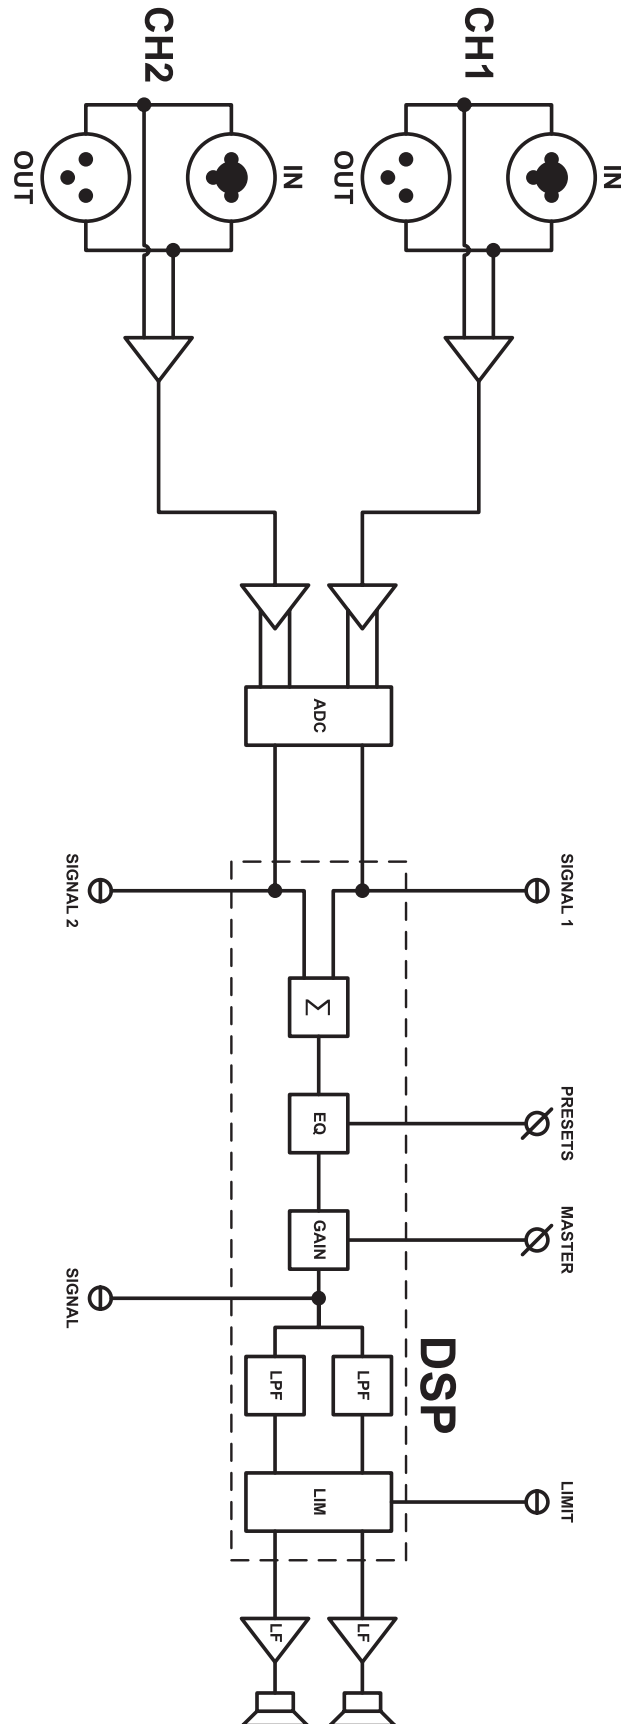 CH1
IN
OUT
CH2
IN
OUT
ADC
SIGNAL 1
SIGNAL 2
Σ
PRESETS
EQ
MASTER
GAIN
SIGNAL
DSP
LPF
LPF
LIMIT
LIM
LF
LF